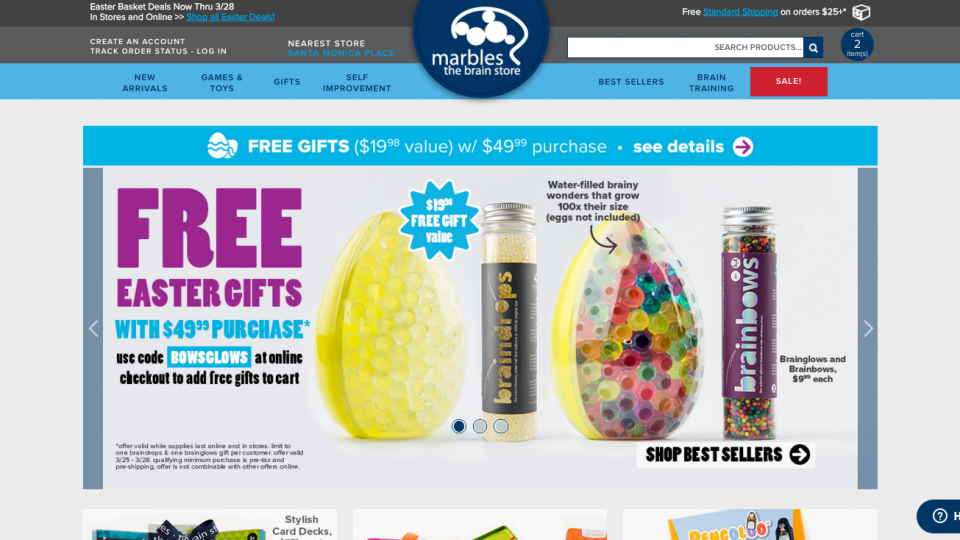 Easter Basket Deals Now Thru 3/28
In Stores and Online >> Shop all Easter Deals!
Free Standard Shipping on orders $25+*
CREATE AN ACCOUNT
TRACK ORDER STATUS - LOG IN
NEAREST STORE
SANTA MONICA PLACE
marbles
the brain store
SEARCH PRODUCTS...
cart
2
item(s)
NEW
ARRIVALS
GAMES &
TOYS
GIFTS
SELF
IMPROVEMENT
BEST SELLERS
BRAIN
TRAINING
SALE!
FREE GIFTS ($19.98 value) w/ $49.99 purchase • see details
FREE
EASTER GIFTS
WITH $49.99 PURCHASE*
use code BOWSGLOWS at online
checkout to add free gifts to cart
*offer valid while supplies last online and in stores. limit to
one braindrops & one brainglows gift per customer. offer valid
3/25 - 3/28. qualifying minimum purchase is pre-tax and
pre-shipping. offer is not combinable with other offers online.
$19.98
FREE GIFT
value
braindrops
Water-filled brainy
wonders that grow
100x their size
(eggs not included)
brainbows
Brainglows and
Brainbows,
$9.99 each
SHOP BEST SELLERS
Stylish
Card Decks,
PENGOLOO
H